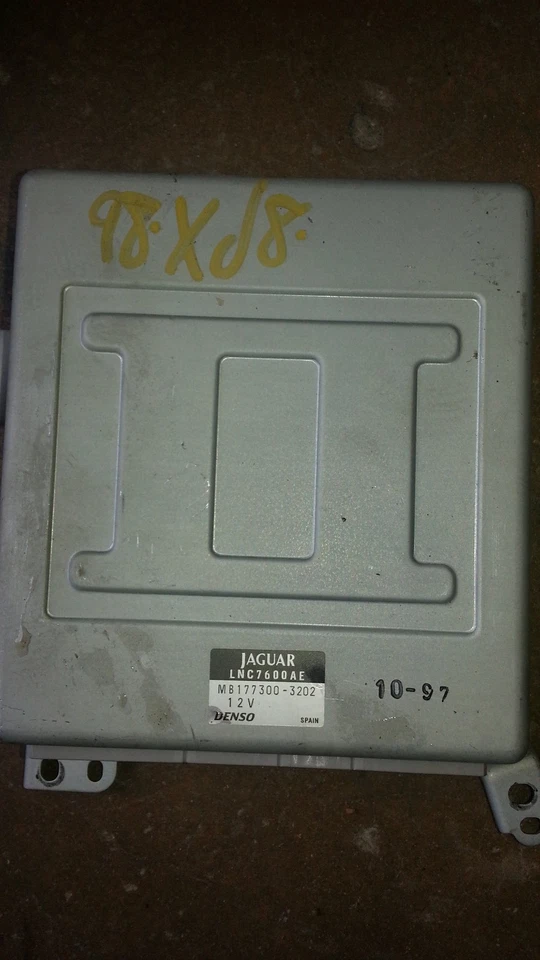 98·XJ8·
JAGUAR
LNC7600AE
MB177300-3202
12V
DENSO SPAIN
10-97